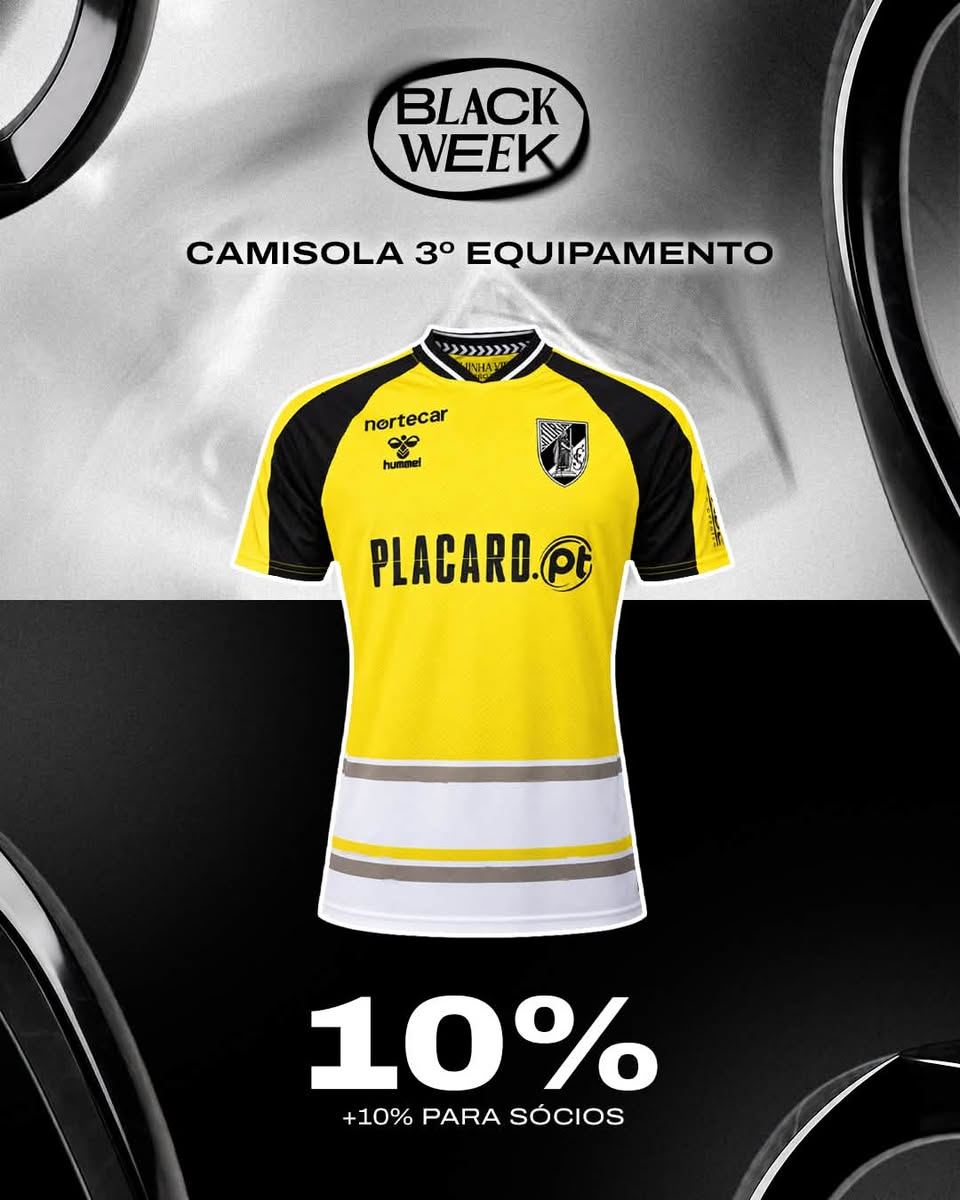 BLACK
WEEK
CAMISOLA 3º EQUIPAMENTO
nortecar
hummel
PLACARD.pt
10%
+10% PARA SÓCIOS